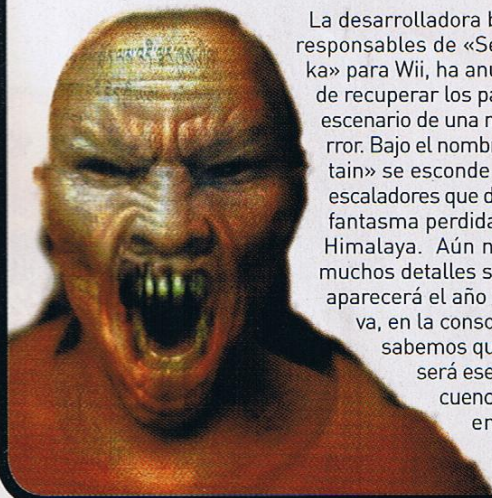 La desarrolladora b
responsables de «Se
ka» para Wii, ha anu
de recuperar los pa
escenario de una n
rror. Bajo el nombr
tain» se esconde
escaladores que d
fantasma perdida
Himalaya. Aún n
muchos detalles s
aparecerá el año
va, en la conso
sabemos qu
será ese
cuenc
en